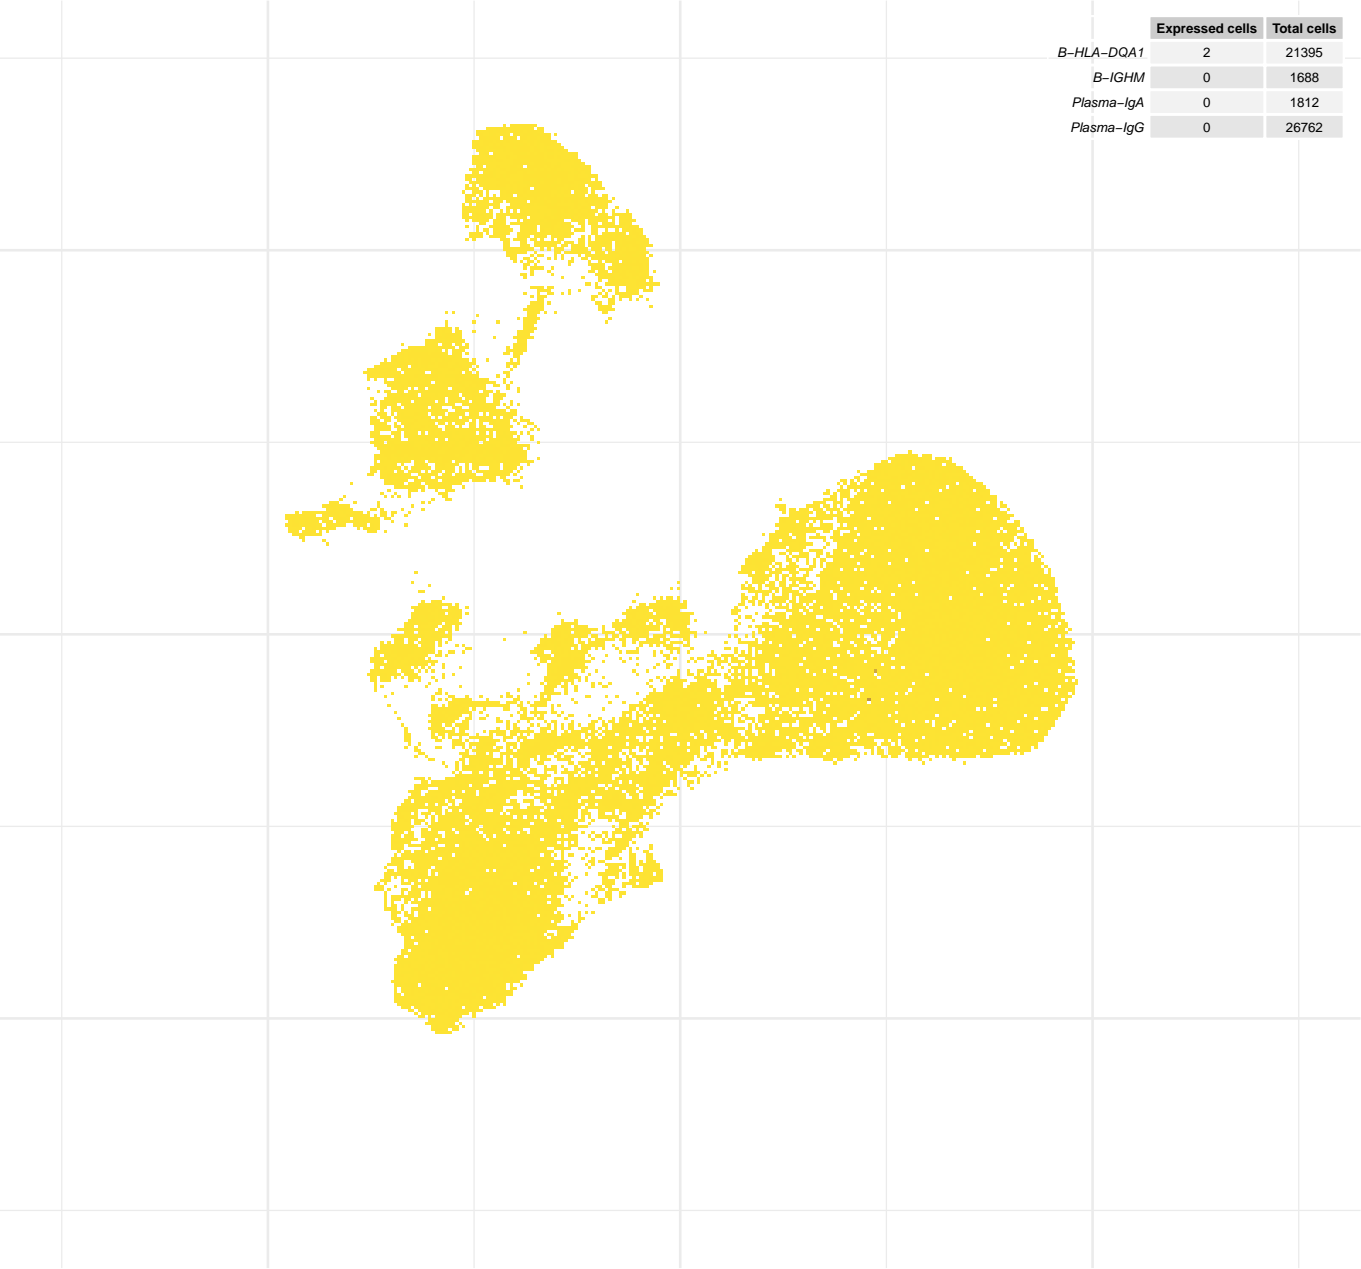 Expressed cells Total cells
B−HLA−DQA1 2 21395
B−IGHM 0 1688
Plasma−IgA 0 1812
Plasma−IgG 0 26762